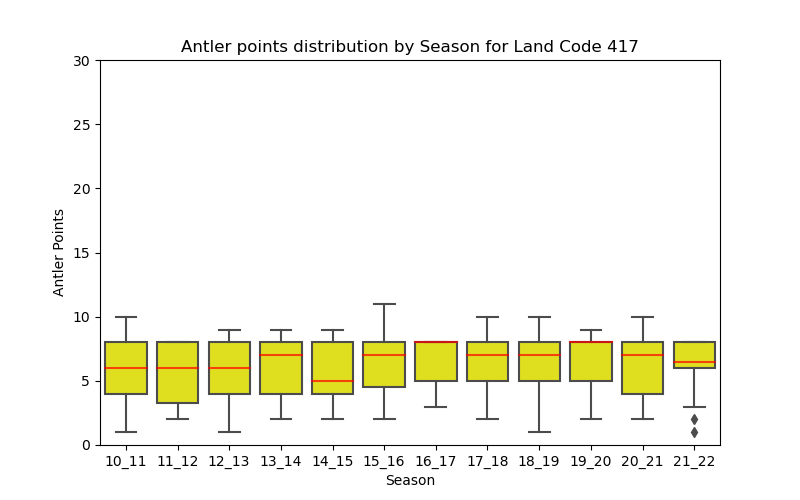 Antler points distribution by Season for Land Code 417
30
25
20
15
10
5
0
Antler Points
10_11 11_12 12_13 13_14 14_15 15_16 16_17 17_18 18_19 19_20 20_21 21_22
Season